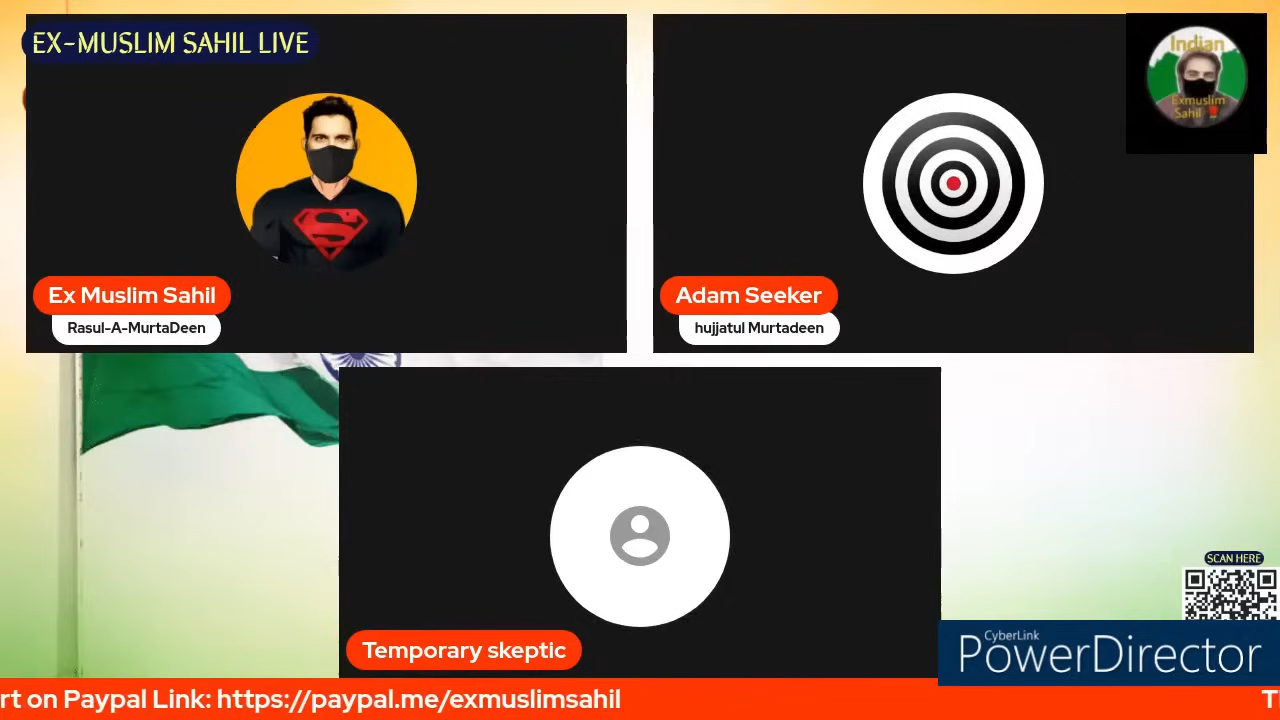 EX-MUSLIM SAHIL LIVE
Indian
Exmuslim
Sahil
Ex Muslim Sahil
Rasul-A-MurtaDeen
Adam Seeker
hujjatul Murtadeen
Temporary skeptic
SCAN HERE
CyberLink
PowerDirector
rt on Paypal Link: https://paypal.me/exmuslimsahil